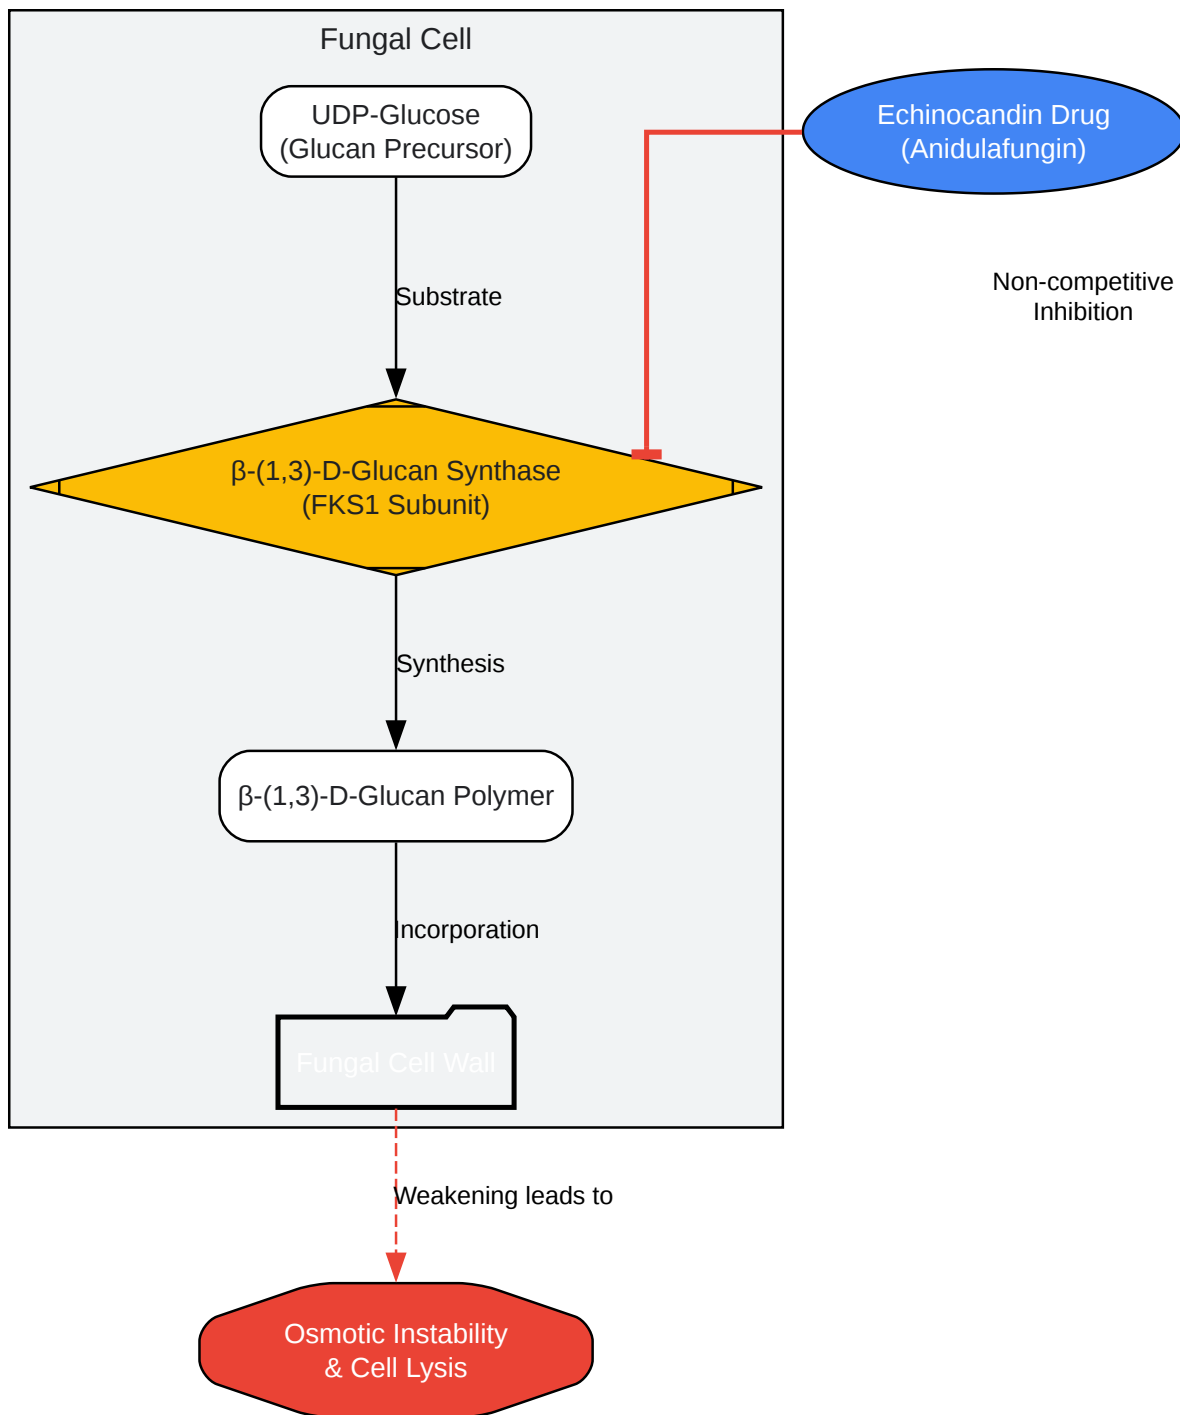 Fungal Cell
UDP-Glucose
(Glucan Precursor)
Echinocandin Drug
(Anidulafungin)
Substrate
Non-competitive
Inhibition
β-(1,3)-D-Glucan Synthase
(FKS1 Subunit)
Synthesis
β-(1,3)-D-Glucan Polymer
Incorporation
Fungal Cell Wall
Weakening leads to
Osmotic Instability
& Cell Lysis